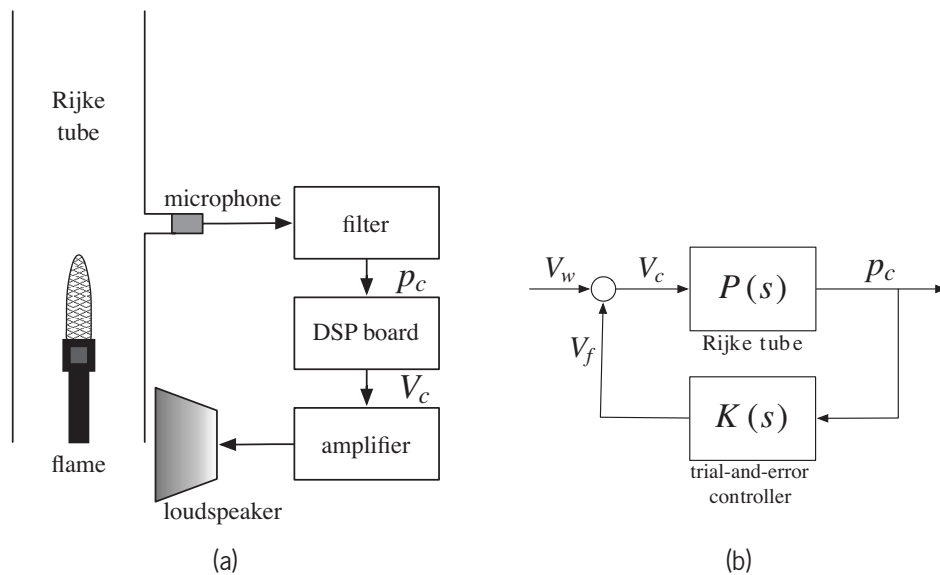 Rijke
tube
microphone
filter
p_c
DSP board
V_c
amplifier
flame
loudspeaker
(a)
V_w
V_c
P(s)
p_c
Rijke tube
V_f
K(s)
trial-and-error
controller
(b)